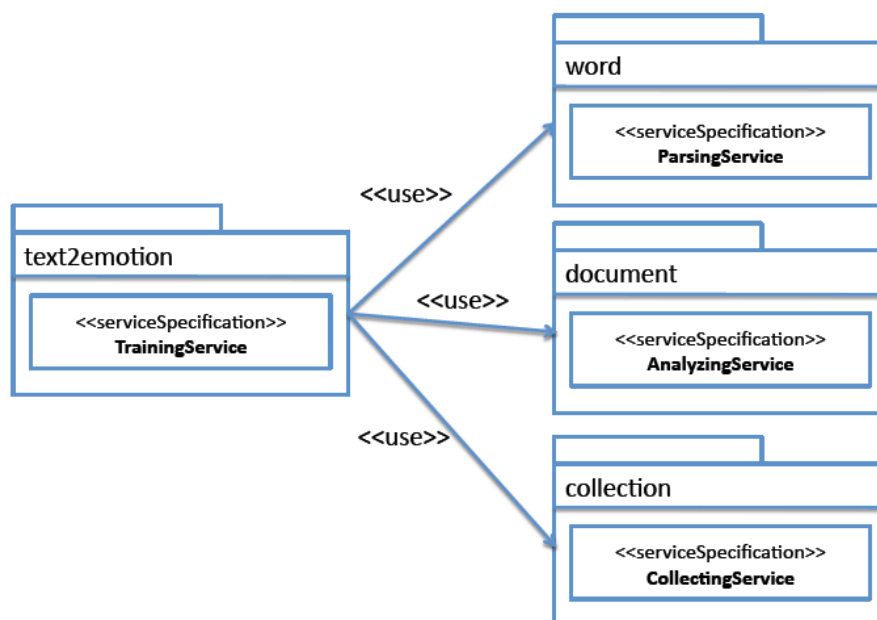 word
<<serviceSpecification>>
ParsingService
<<use>>
text2emotion
<<serviceSpecification>>
TrainingService
<<use>>
document
<<serviceSpecification>>
AnalyzingService
<<use>>
collection
<<serviceSpecification>>
CollectingService